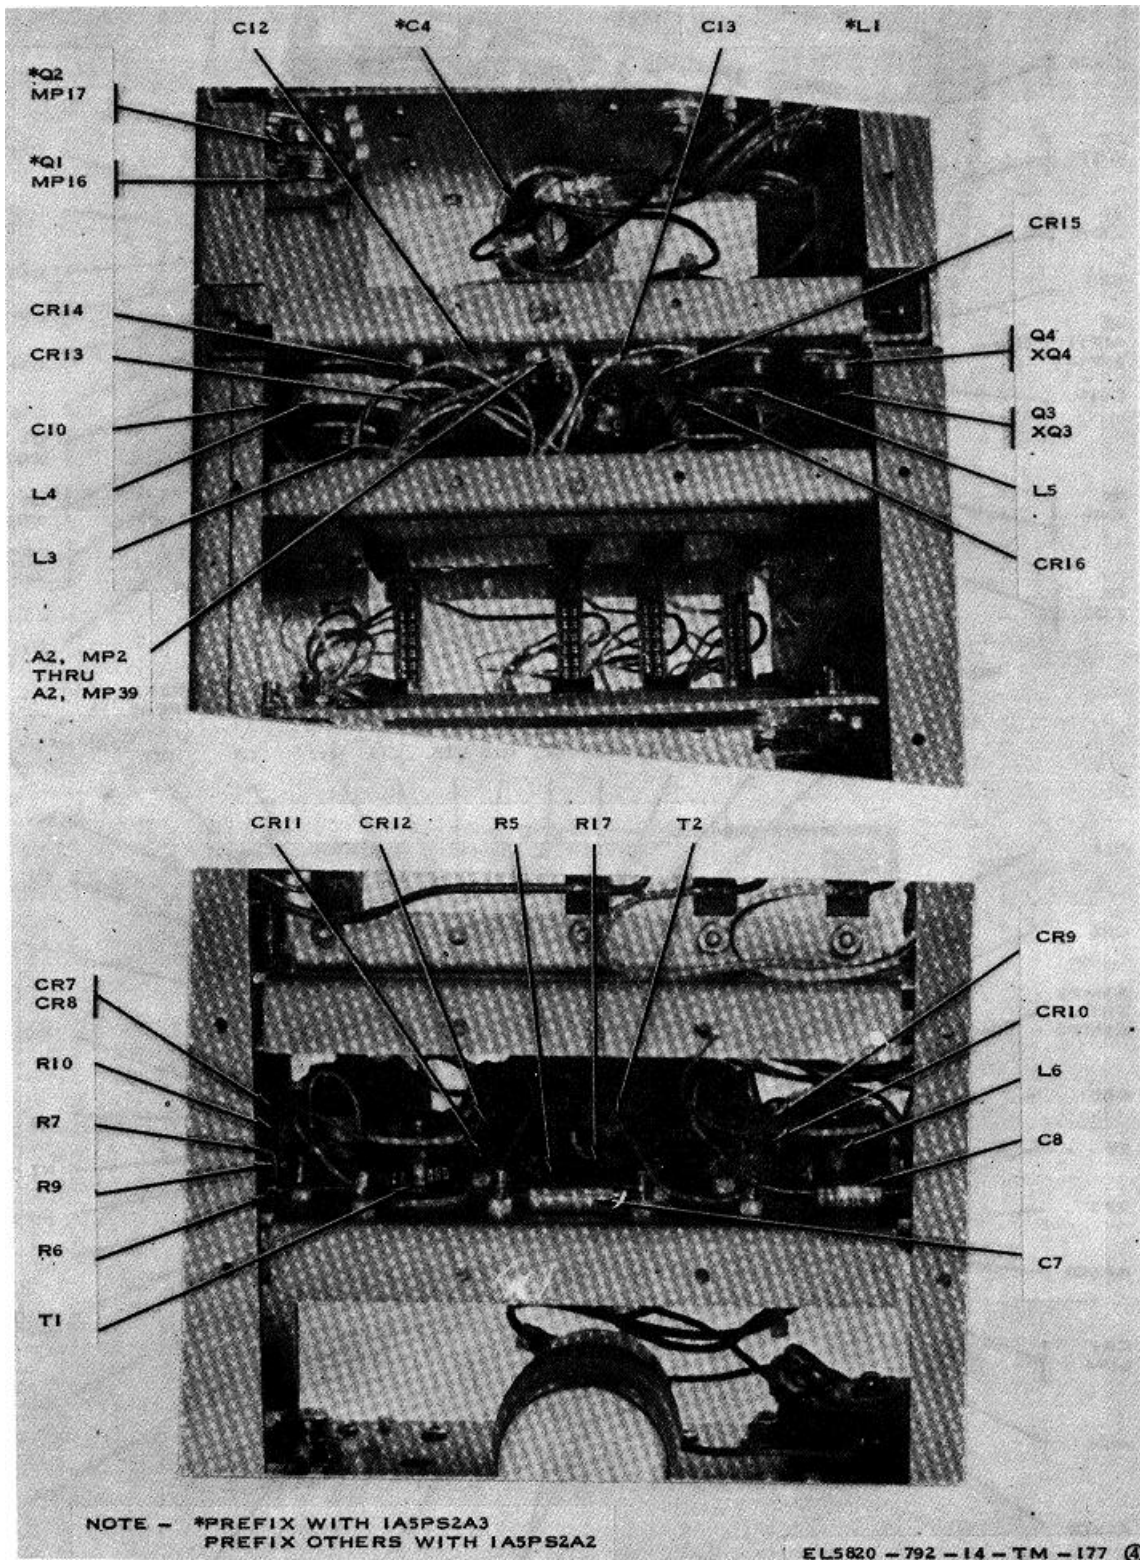 C12 *C4 C13 *L1
*Q2
MP17
*Q1
MP16
CR15
CR14
CR13
Q4
XQ4
C10
Q3
XQ3
L4
L5
L3
CR16
A2, MP2
THRU
A2, MP39
CR11 CR12 R5 R17 T2
CR9
CR7
CR8
CR10
R10
L6
R7
C8
R9
R6
C7
T1
NOTE - *PREFIX WITH 1A5PS2A3
PREFIX OTHERS WITH 1A5PS2A2
EL5820-792-14-TM-177 ④